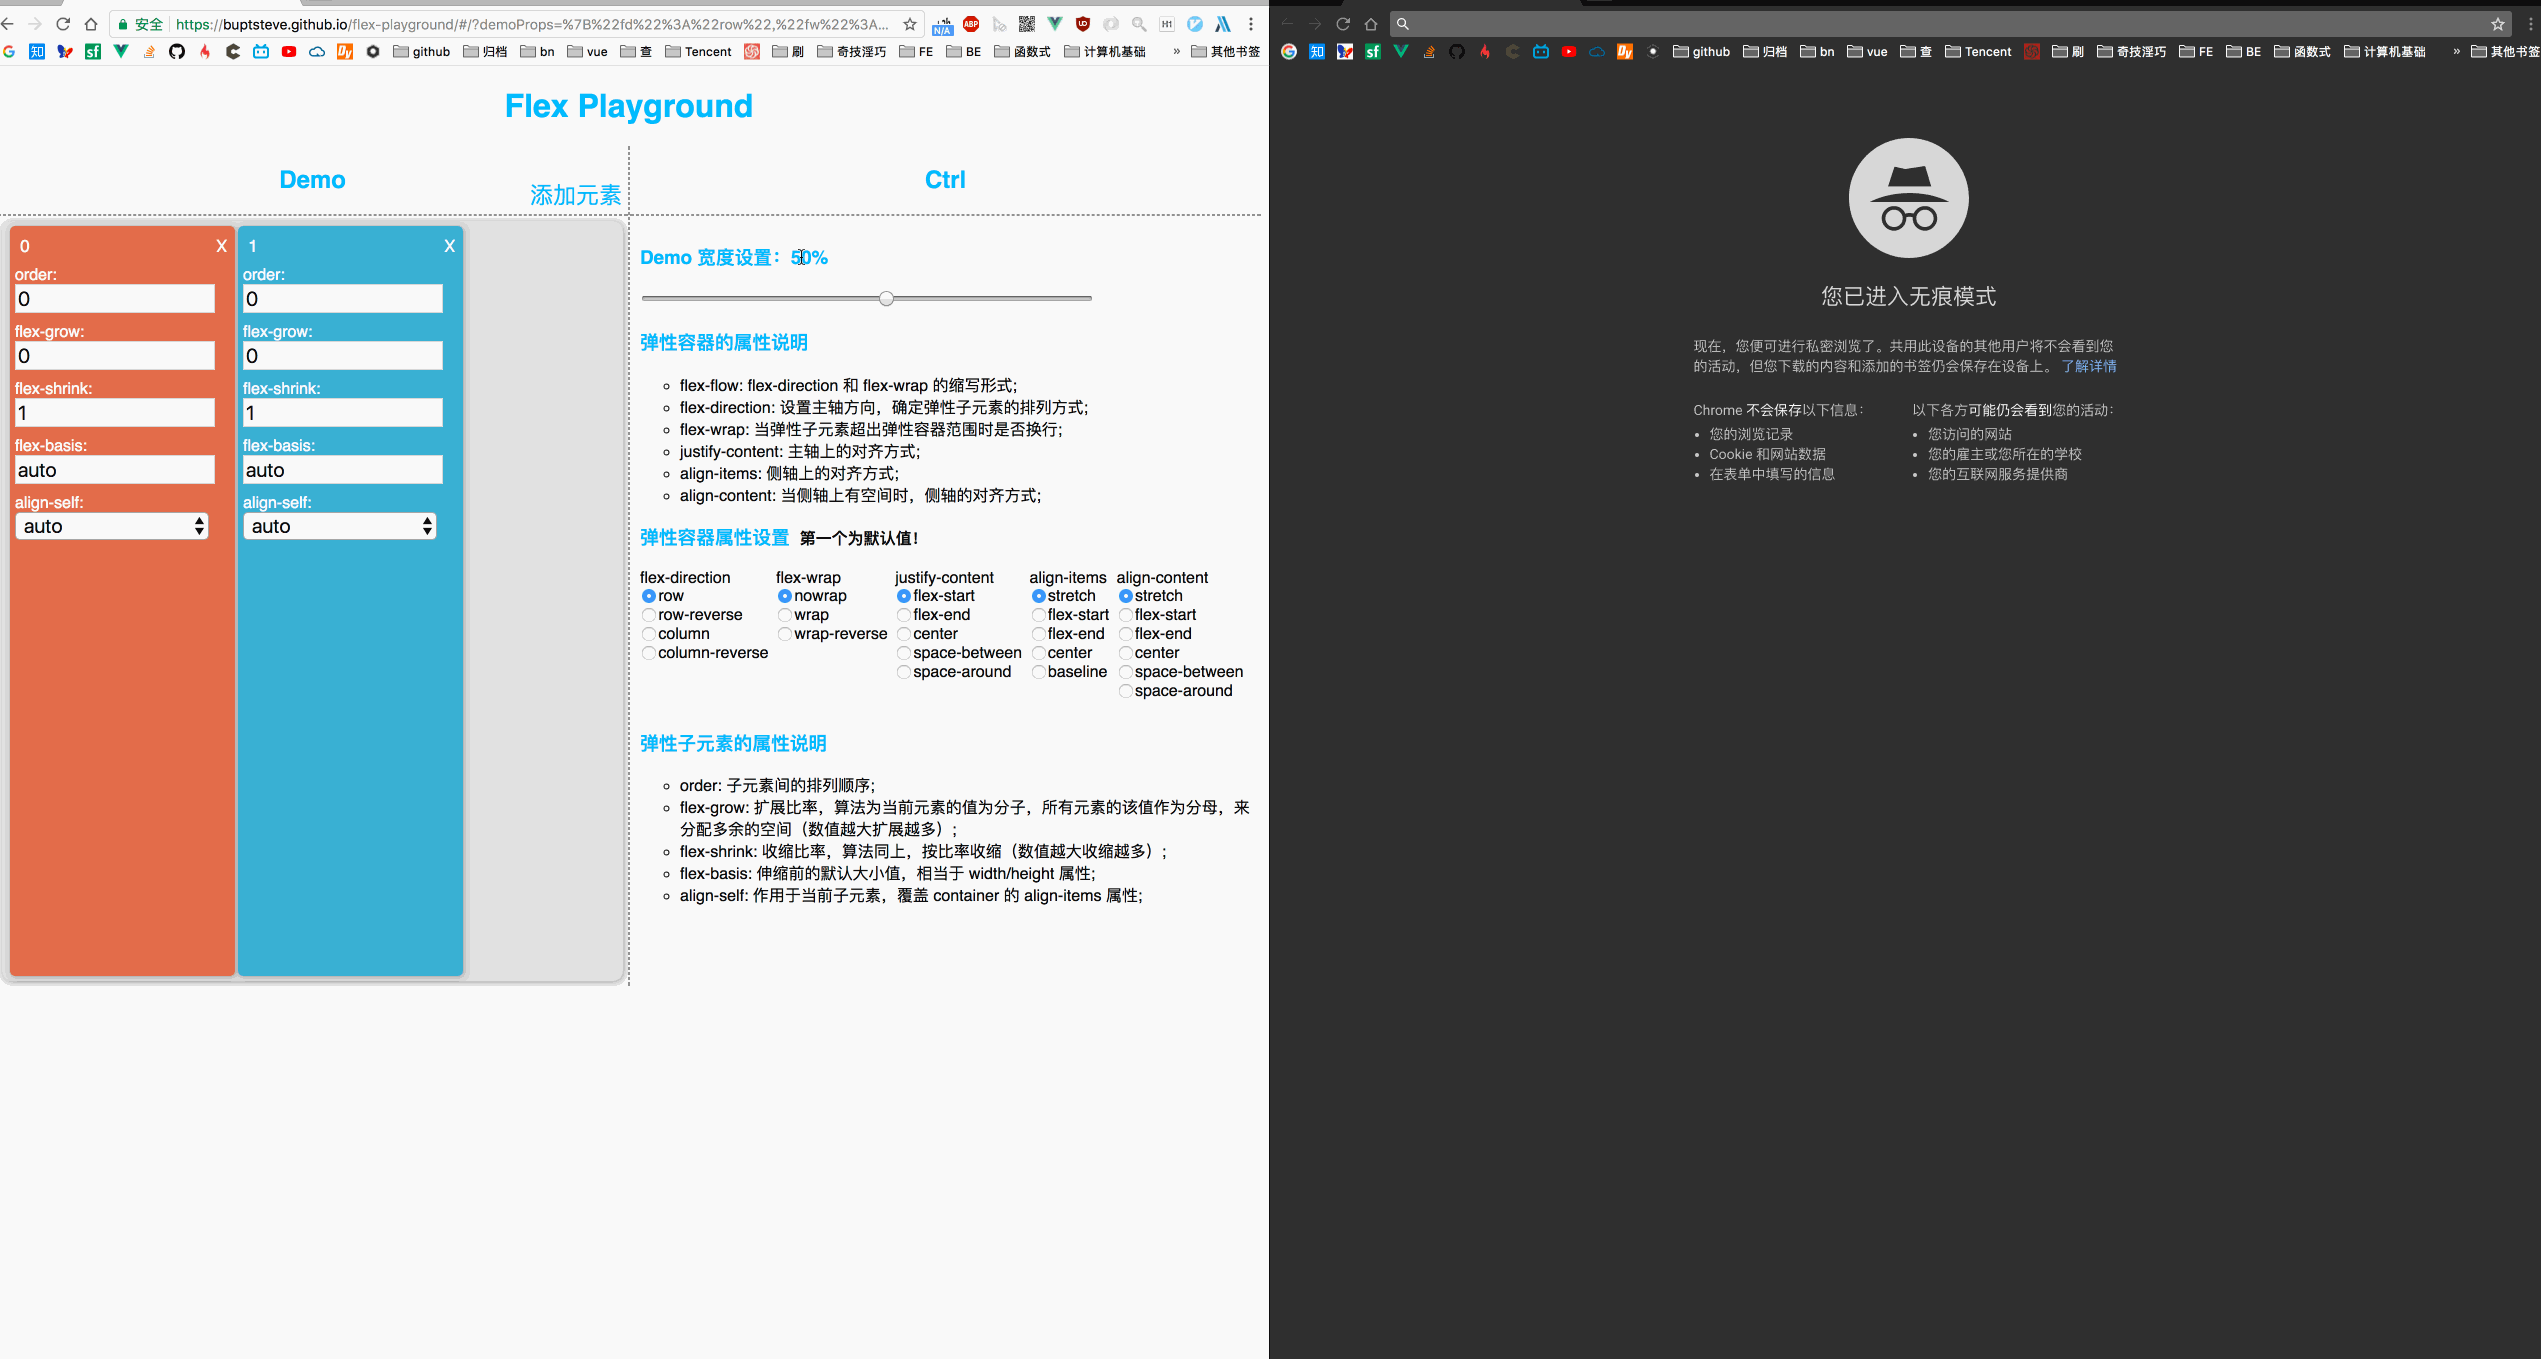 安全 https://buptsteve.github.io/flex-playground/#/?demoProps=%7B%22fd%22%3A%22row%22,%22fw%22%3A...
N/A ABP H1
知 sf github 归档 bn vue 查 Tencent 刷 奇技淫巧 FE BE 函数式 计算机基础 » 其他书签
Flex Playground
Demo
添加元素
Ctrl
0 X
order:
0
flex-grow:
0
flex-shrink:
1
flex-basis:
auto
align-self:
auto
1 X
order:
0
flex-grow:
0
flex-shrink:
1
flex-basis:
auto
align-self:
auto
Demo 宽度设置：50%
弹性容器的属性说明
flex-flow: flex-direction 和 flex-wrap 的缩写形式;
flex-direction: 设置主轴方向，确定弹性子元素的排列方式;
flex-wrap: 当弹性子元素超出弹性容器范围时是否换行;
justify-content: 主轴上的对齐方式;
align-items: 侧轴上的对齐方式;
align-content: 当侧轴上有空间时，侧轴的对齐方式;
弹性容器属性设置 第一个为默认值！
flex-direction
row
row-reverse
column
column-reverse
flex-wrap
nowrap
wrap
wrap-reverse
justify-content
flex-start
flex-end
center
space-between
space-around
align-items
stretch
flex-start
flex-end
center
baseline
align-content
stretch
flex-start
flex-end
center
space-between
space-around
弹性子元素的属性说明
order: 子元素间的排列顺序;
flex-grow: 扩展比率，算法为当前元素的值为分子，所有元素的该值作为分母，来
分配多余的空间（数值越大扩展越多）;
flex-shrink: 收缩比率，算法同上，按比率收缩（数值越大收缩越多）;
flex-basis: 伸缩前的默认大小值，相当于 width/height 属性;
align-self: 作用于当前子元素，覆盖 container 的 align-items 属性;
知 sf github 归档 bn vue 查 Tencent 刷 奇技淫巧 FE BE 函数式 计算机基础 » 其他书签
您已进入无痕模式
现在，您便可进行私密浏览了。共用此设备的其他用户将不会看到您
的活动，但您下载的内容和添加的书签仍会保存在设备上。 了解详情
Chrome 不会保存以下信息：
您的浏览记录
Cookie 和网站数据
在表单中填写的信息
以下各方可能仍会看到您的活动：
您访问的网站
您的雇主或您所在的学校
您的互联网服务提供商